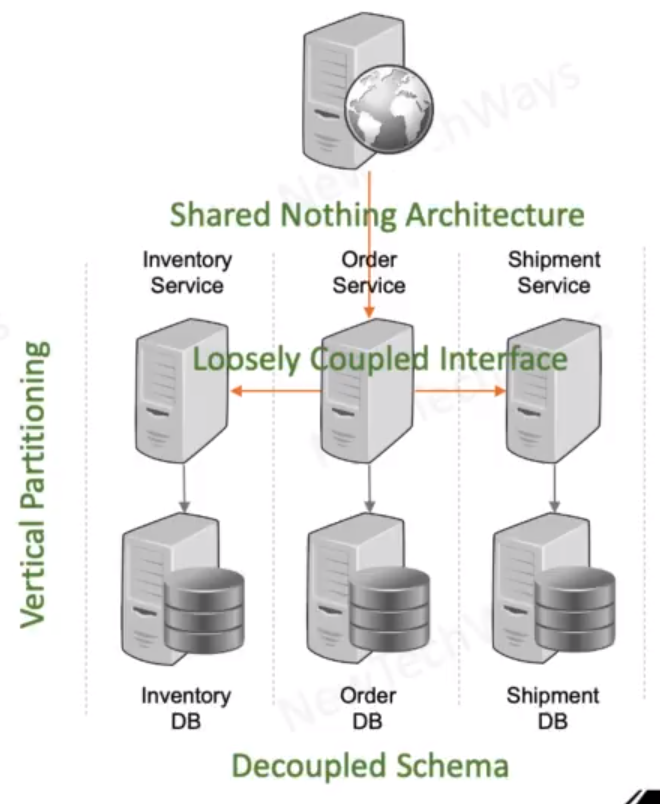 Shared Nothing Architecture
Inventory
Service
Order
Service
Shipment
Service
Loosely Coupled Interface
Vertical Partitioning
Inventory
DB
Order
DB
Shipment
DB
Decoupled Schema